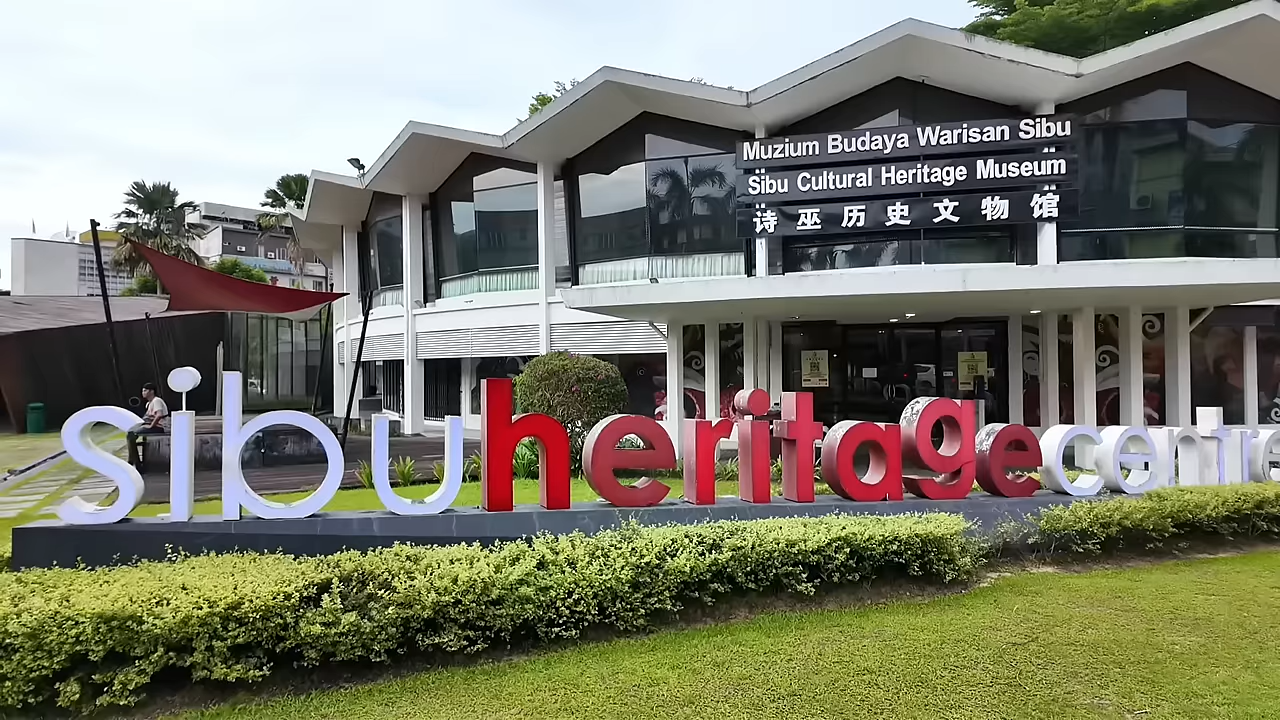 Muzium Budaya Warisan Sibu
Sibu Cultural Heritage Museum
诗巫历史文物馆
sibuheritagecentre